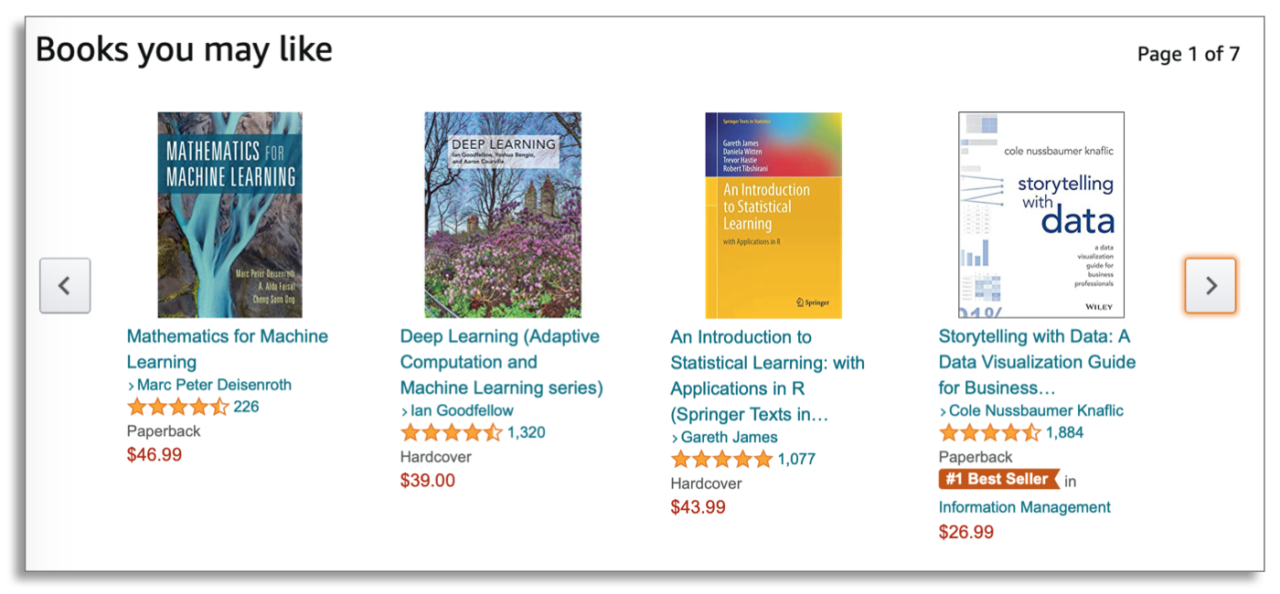 Books you may like
Page 1 of 7
MATHEMATICS FOR
MACHINE LEARNING
Marc Peter Deisenroth
A. Aldo Faisal
Cheng Soon Ong
Mathematics for Machine
Learning
› Marc Peter Deisenroth
226
Paperback
$46.99
DEEP LEARNING
Ian Goodfellow, Yoshua Bengio,
and Aaron Courville
Deep Learning (Adaptive
Computation and
Machine Learning series)
› Ian Goodfellow
1,320
Hardcover
$39.00
Springer Texts in Statistics
Gareth James
Daniela Witten
Trevor Hastie
Robert Tibshirani
An Introduction
to Statistical
Learning
with Applications in R
Springer
An Introduction to
Statistical Learning: with
Applications in R
(Springer Texts in…
› Gareth James
1,077
Hardcover
$43.99
cole nussbaumer knaflic
storytelling
with
data
a data
visualization
guide for
business
professionals
WILEY
Storytelling with Data: A
Data Visualization Guide
for Business…
› Cole Nussbaumer Knaflic
1,884
Paperback
#1 Best Seller in
Information Management
$26.99